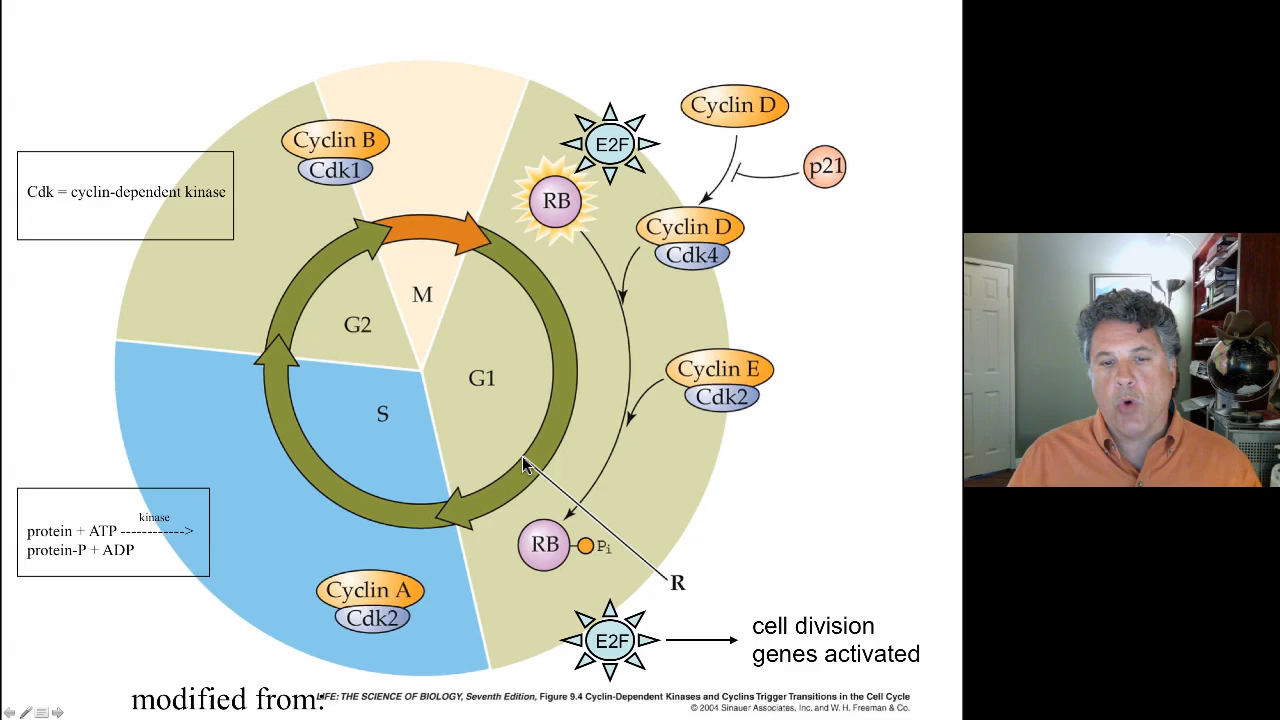 Cyclin B
Cdk1
Cdk = cyclin-dependent kinase
M
G2
G1
S
E2F
RB
Cyclin D
p21
Cyclin D
Cdk4
Cyclin E
Cdk2
RB
Pi
R
kinase
protein + ATP ------------>
protein-P + ADP
Cyclin A
Cdk2
E2F
cell division
genes activated
modified from:
LIFE: THE SCIENCE OF BIOLOGY, Seventh Edition, Figure 9.4 Cyclin-Dependent Kinases and Cyclins Trigger Transitions in the Cell Cycle
© 2004 Sinauer Associates, Inc. and W. H. Freeman & Co.